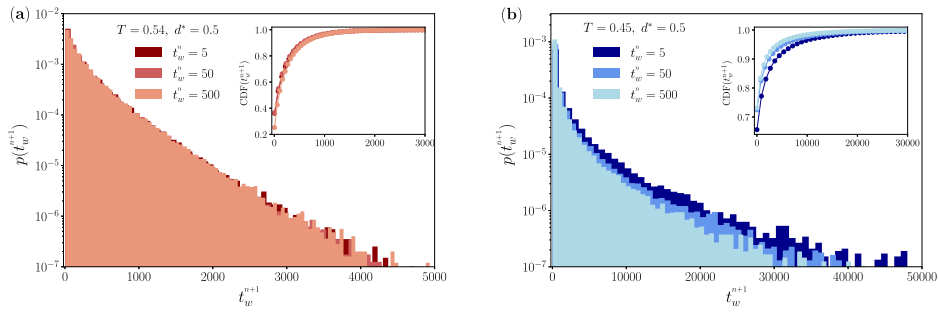 (a)
T = 0.54, d* = 0.5
t_w^n = 5
t_w^n = 50
t_w^n = 500
p(t_w^{n+1})
10^{-3}
10^{-4}
10^{-5}
10^{-6}
10^{-7}
0 1000 2000 3000 4000 5000
t_w^{n+1}
CDF(t_w^{n+1})
1.0
0.8
0.6
0.4
0.2
0 1000 2000 3000
(b)
T = 0.45, d* = 0.5
t_w^n = 5
t_w^n = 50
t_w^n = 500
p(t_w^{n+1})
10^{-3}
10^{-4}
10^{-5}
10^{-6}
10^{-7}
0 10000 20000 30000 40000 50000
t_w^{n+1}
CDF(t_w^{n+1})
1.0
0.9
0.8
0.7
0 10000 20000 30000